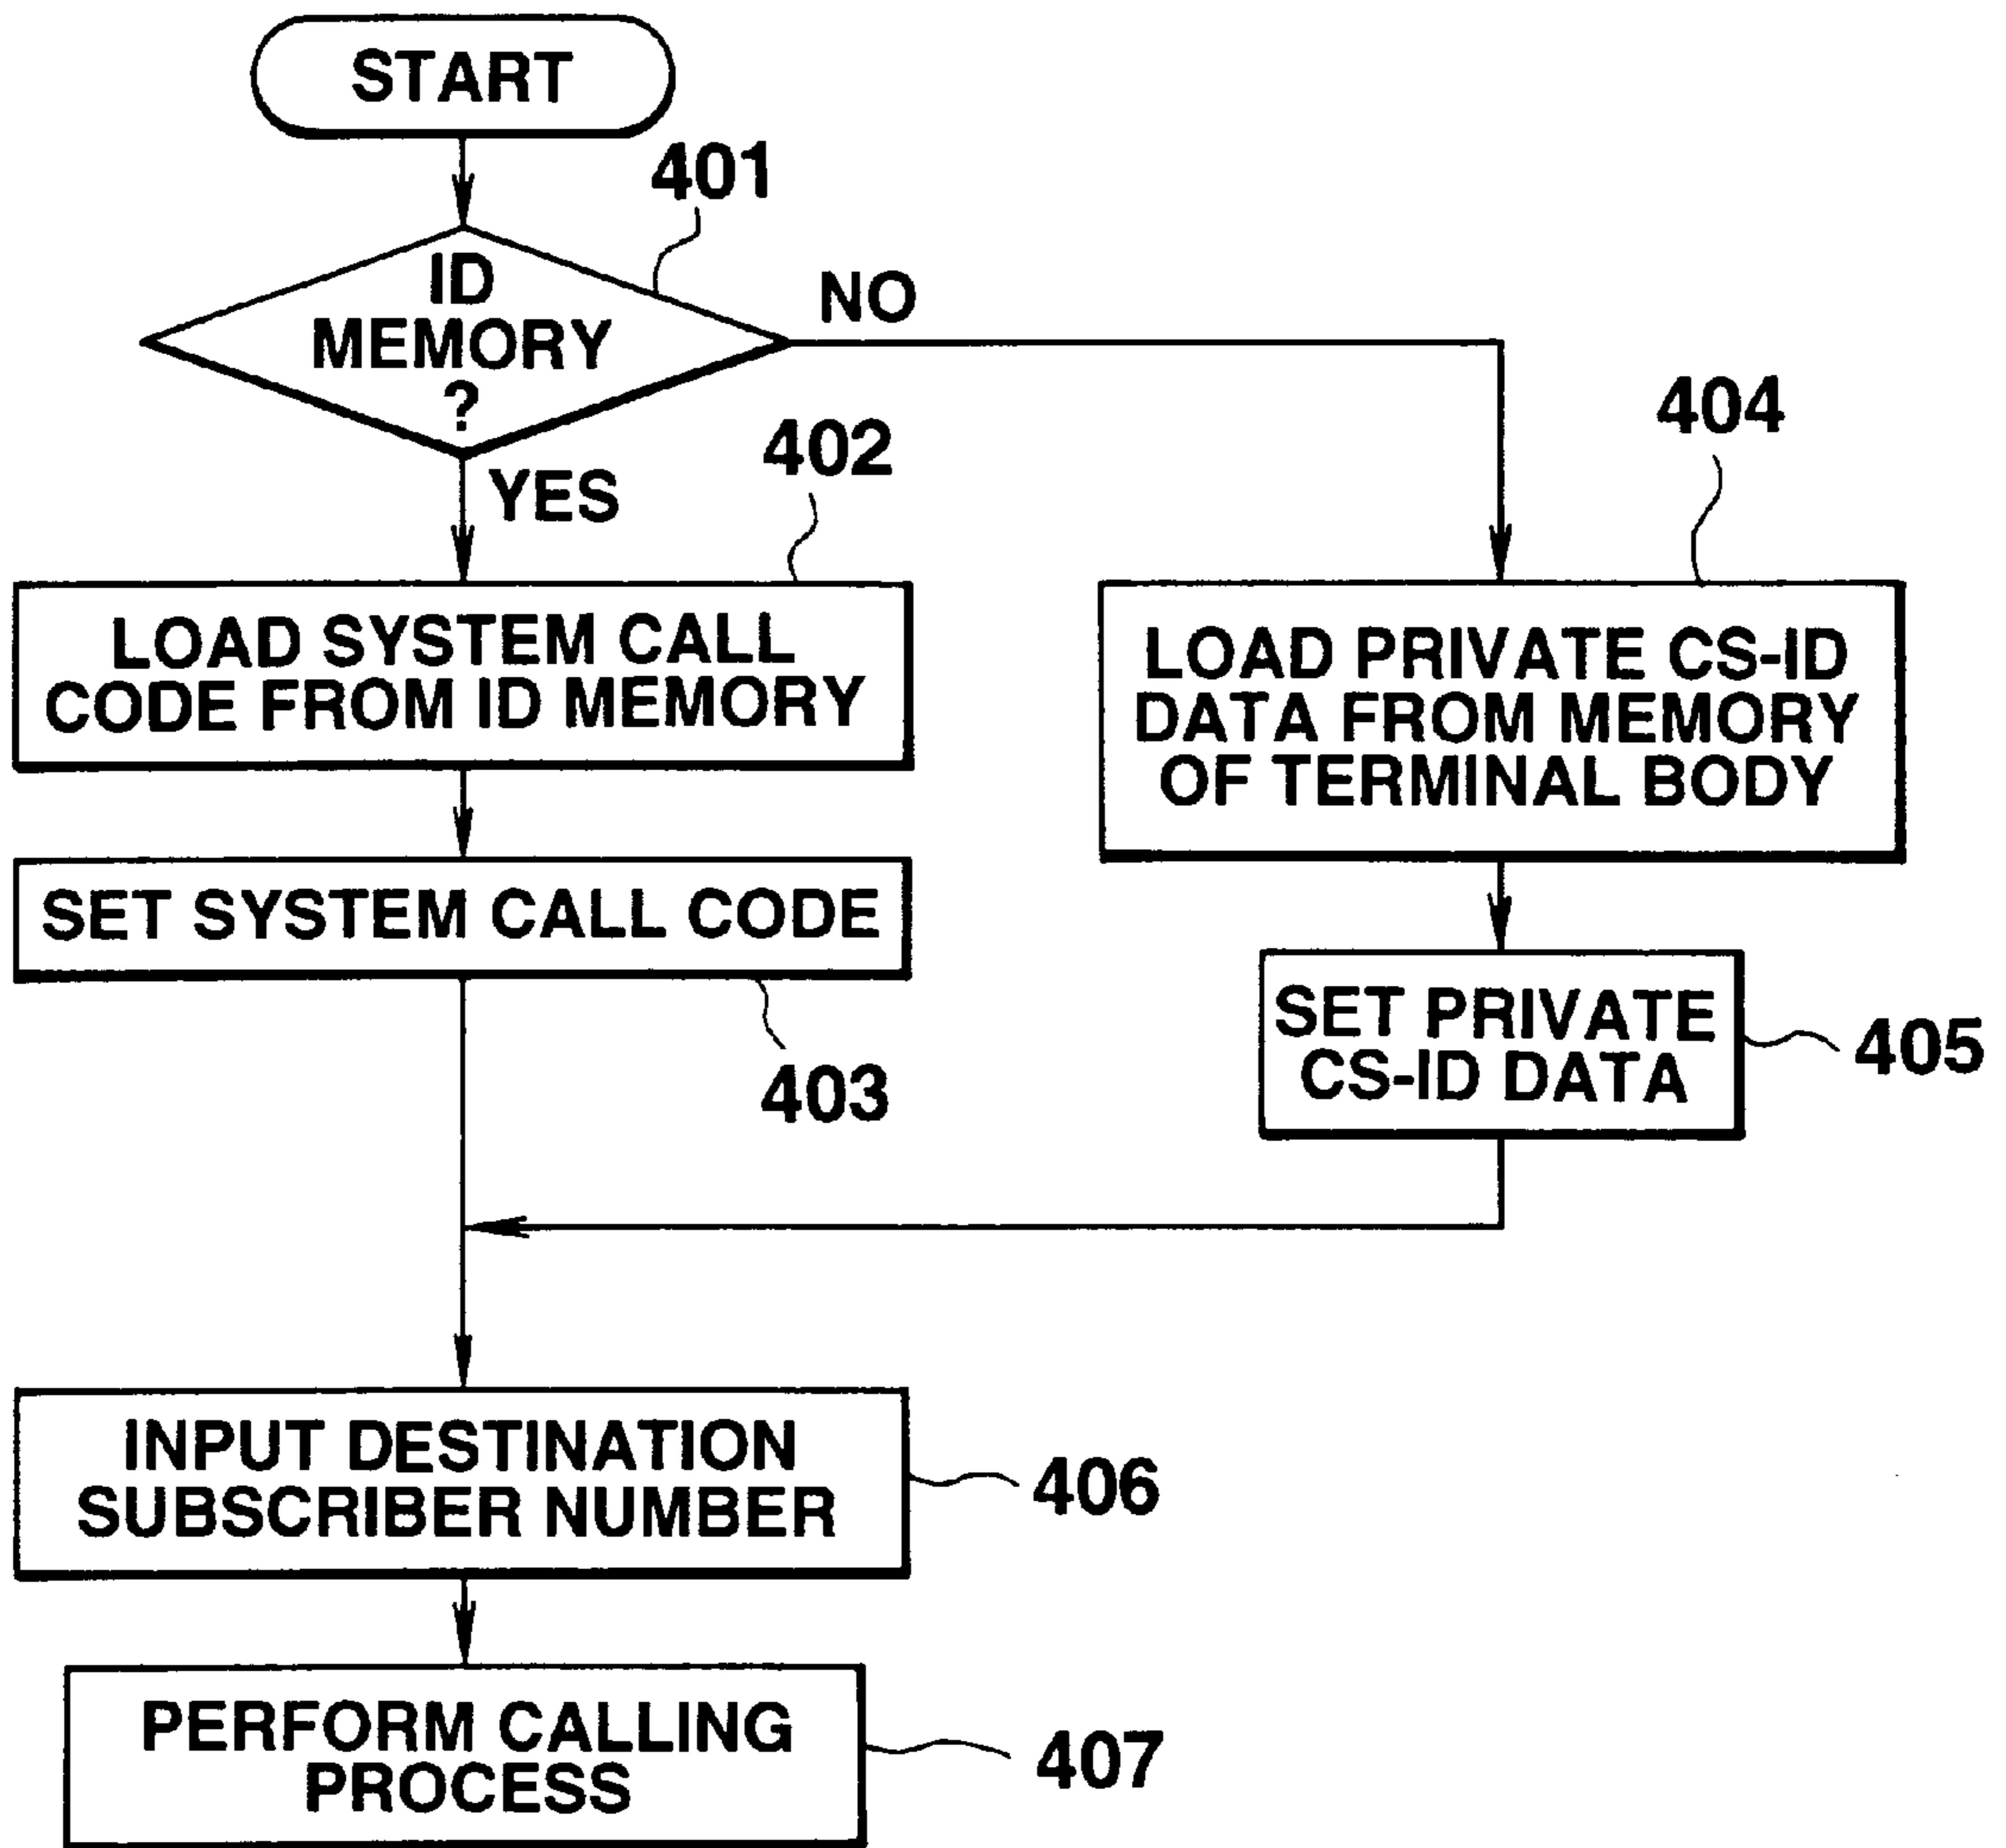 START
401
ID
MEMORY
?
NO
YES
402
404
LOAD SYSTEM CALL
CODE FROM ID MEMORY
LOAD PRIVATE CS-ID
DATA FROM MEMORY
OF TERMINAL BODY
SET SYSTEM CALL CODE
403
SET PRIVATE
CS-ID DATA
405
INPUT DESTINATION
SUBSCRIBER NUMBER
406
PERFORM CALLING
PROCESS
407